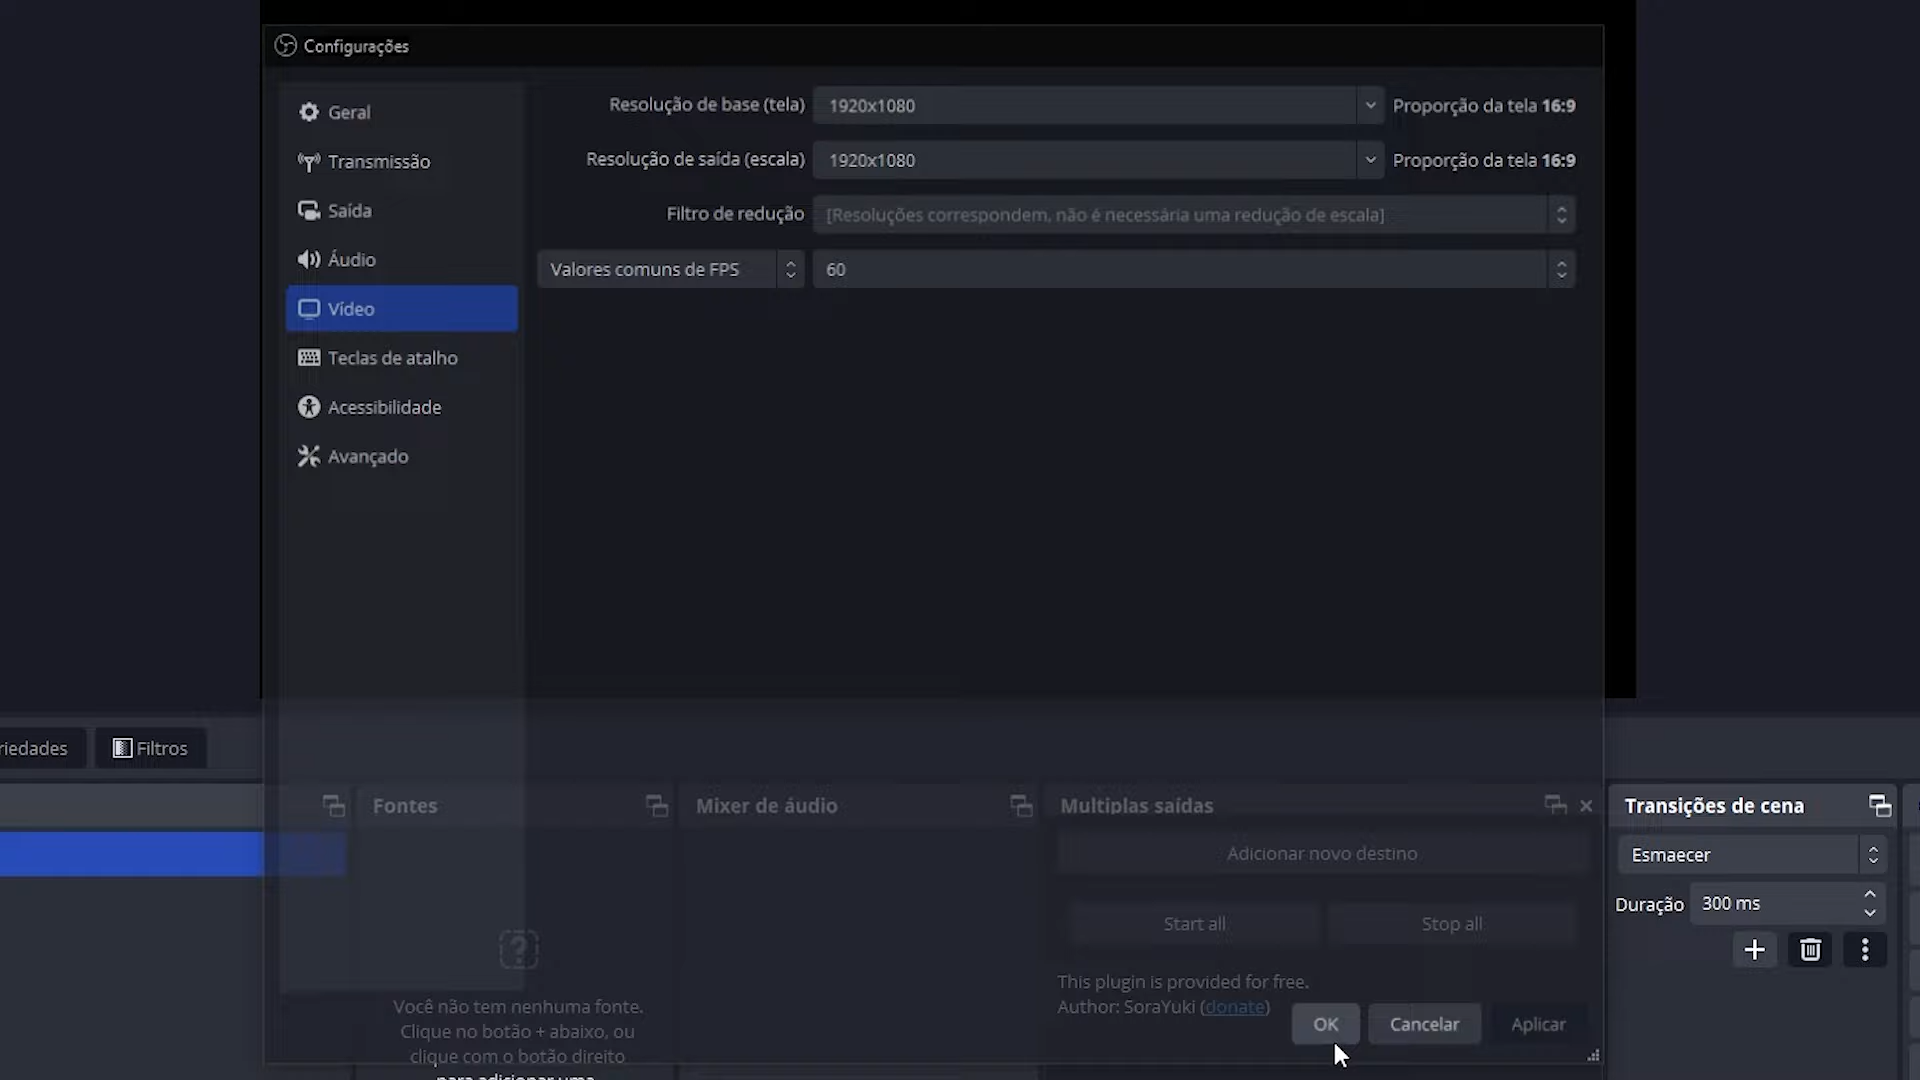 Configurações
Geral
Transmissão
Saída
Áudio
Vídeo
Teclas de atalho
Acessibilidade
Avançado
Resolução de base (tela) 1920x1080 Proporção da tela 16:9
Resolução de saída (escala) 1920x1080 Proporção da tela 16:9
Filtro de redução [Resoluções correspondem, não é necessária uma redução de escala]
Valores comuns de FPS 60
riedades Filtros
Fontes
Você não tem nenhuma fonte.
Clique no botão + abaixo, ou
clique com o botão direito
para adicionar uma
Mixer de áudio
Multiplas saídas
Adicionar novo destino
Start all Stop all
This plugin is provided for free.
Author: SoraYuki (donate)
OK Cancelar Aplicar
Transições de cena
Esmaecer
Duração 300 ms